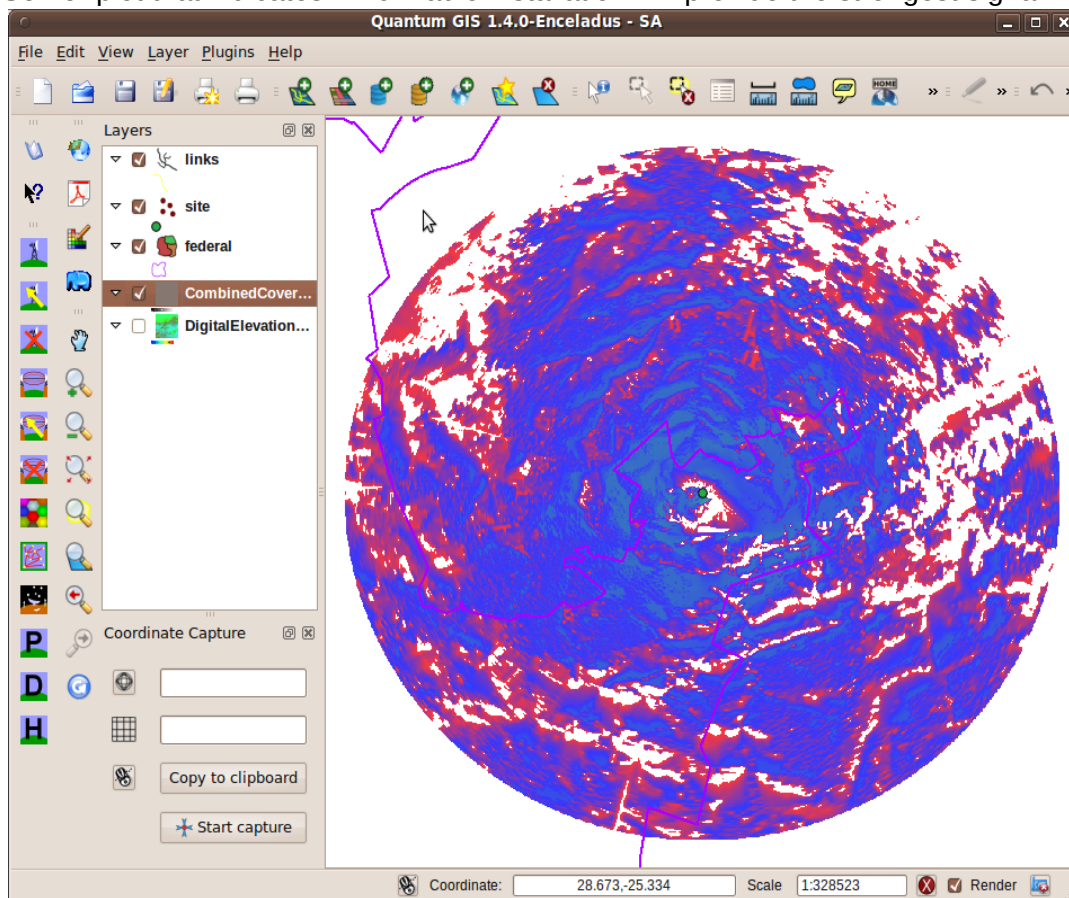 Quantum GIS 1.4.0-Enceladus - SA
File Edit View Layer Plugins Help
HOME
Layers
links
site
federal
CombinedCover...
DigitalElevation...
Coordinate Capture
P
D
H
Copy to clipboard
Start capture
Coordinate: 28.673,-25.334 Scale 1:328523 Render